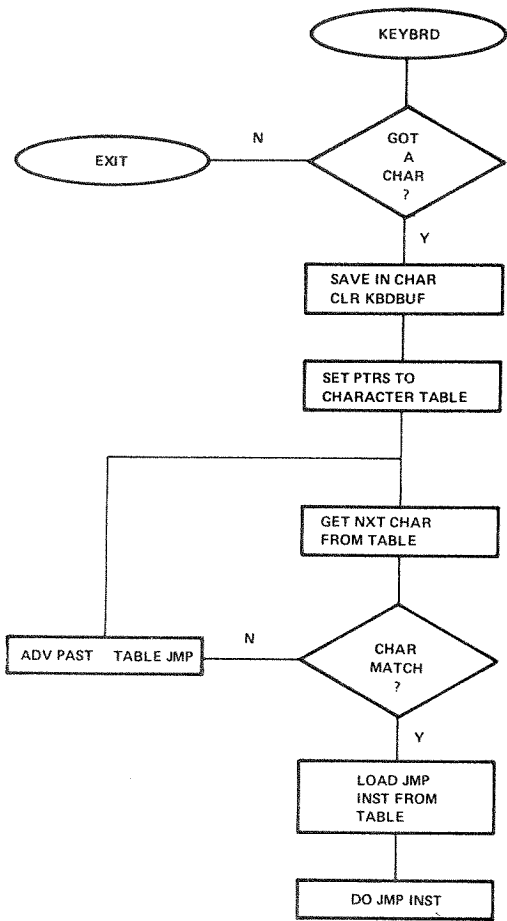 KEYBRD
GOT
A
CHAR
?
N
EXIT
Y
SAVE IN CHAR
CLR KBDBUF
SET PTRS TO
CHARACTER TABLE
GET NXT CHAR
FROM TABLE
CHAR
MATCH
?
N
ADV PAST TABLE JMP
Y
LOAD JMP
INST FROM
TABLE
DO JMP INST